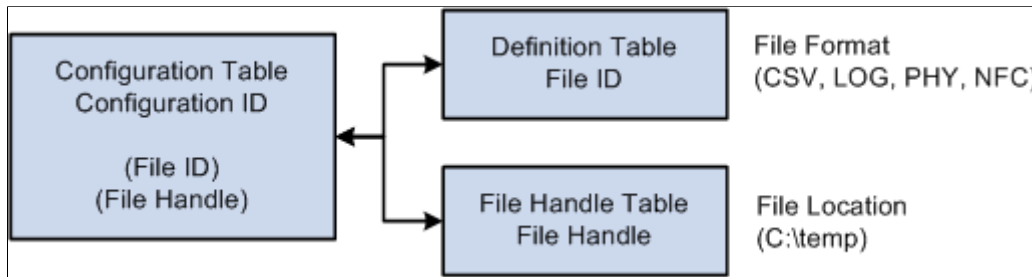 Configuration Table
Configuration ID
(File ID)
(File Handle)
Definition Table
File ID
File Format
(CSV, LOG, PHY, NFC)
File Handle Table
File Handle
File Location
(C:\temp)